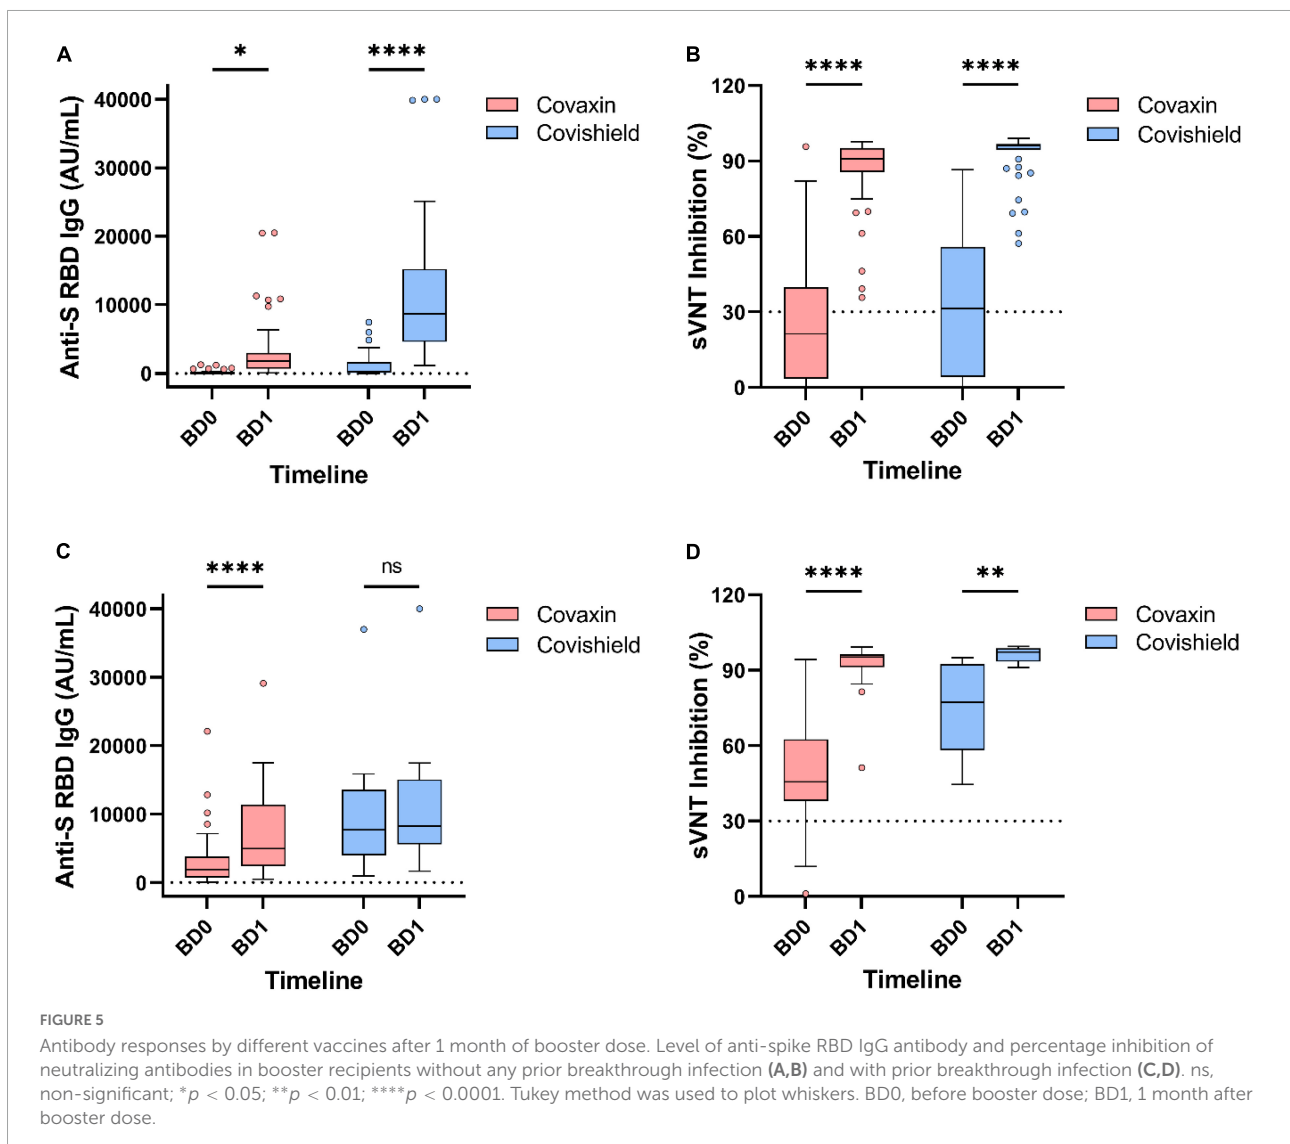 A
*
****
Anti-S RBD IgG (AU/mL)
40000
30000
20000
10000
0
BD0
BD1
BD0
BD1
Timeline
Covaxin
Covishield
B
****
****
sVNT Inhibition (%)
120
90
60
30
0
BD0
BD1
BD0
BD1
Timeline
Covaxin
Covishield
C
****
ns
Anti-S RBD IgG (AU/mL)
40000
30000
20000
10000
0
BD0
BD1
BD0
BD1
Timeline
Covaxin
Covishield
D
****
**
sVNT Inhibition (%)
120
90
60
30
0
BD0
BD1
BD0
BD1
Timeline
Covaxin
Covishield
FIGURE 5
Antibody responses by different vaccines after 1 month of booster dose. Level of anti-spike RBD IgG antibody and percentage inhibition of
neutralizing antibodies in booster recipients without any prior breakthrough infection (A,B) and with prior breakthrough infection (C,D). ns,
non-significant; *p < 0.05; **p < 0.01; ****p < 0.0001. Tukey method was used to plot whiskers. BD0, before booster dose; BD1, 1 month after
booster dose.